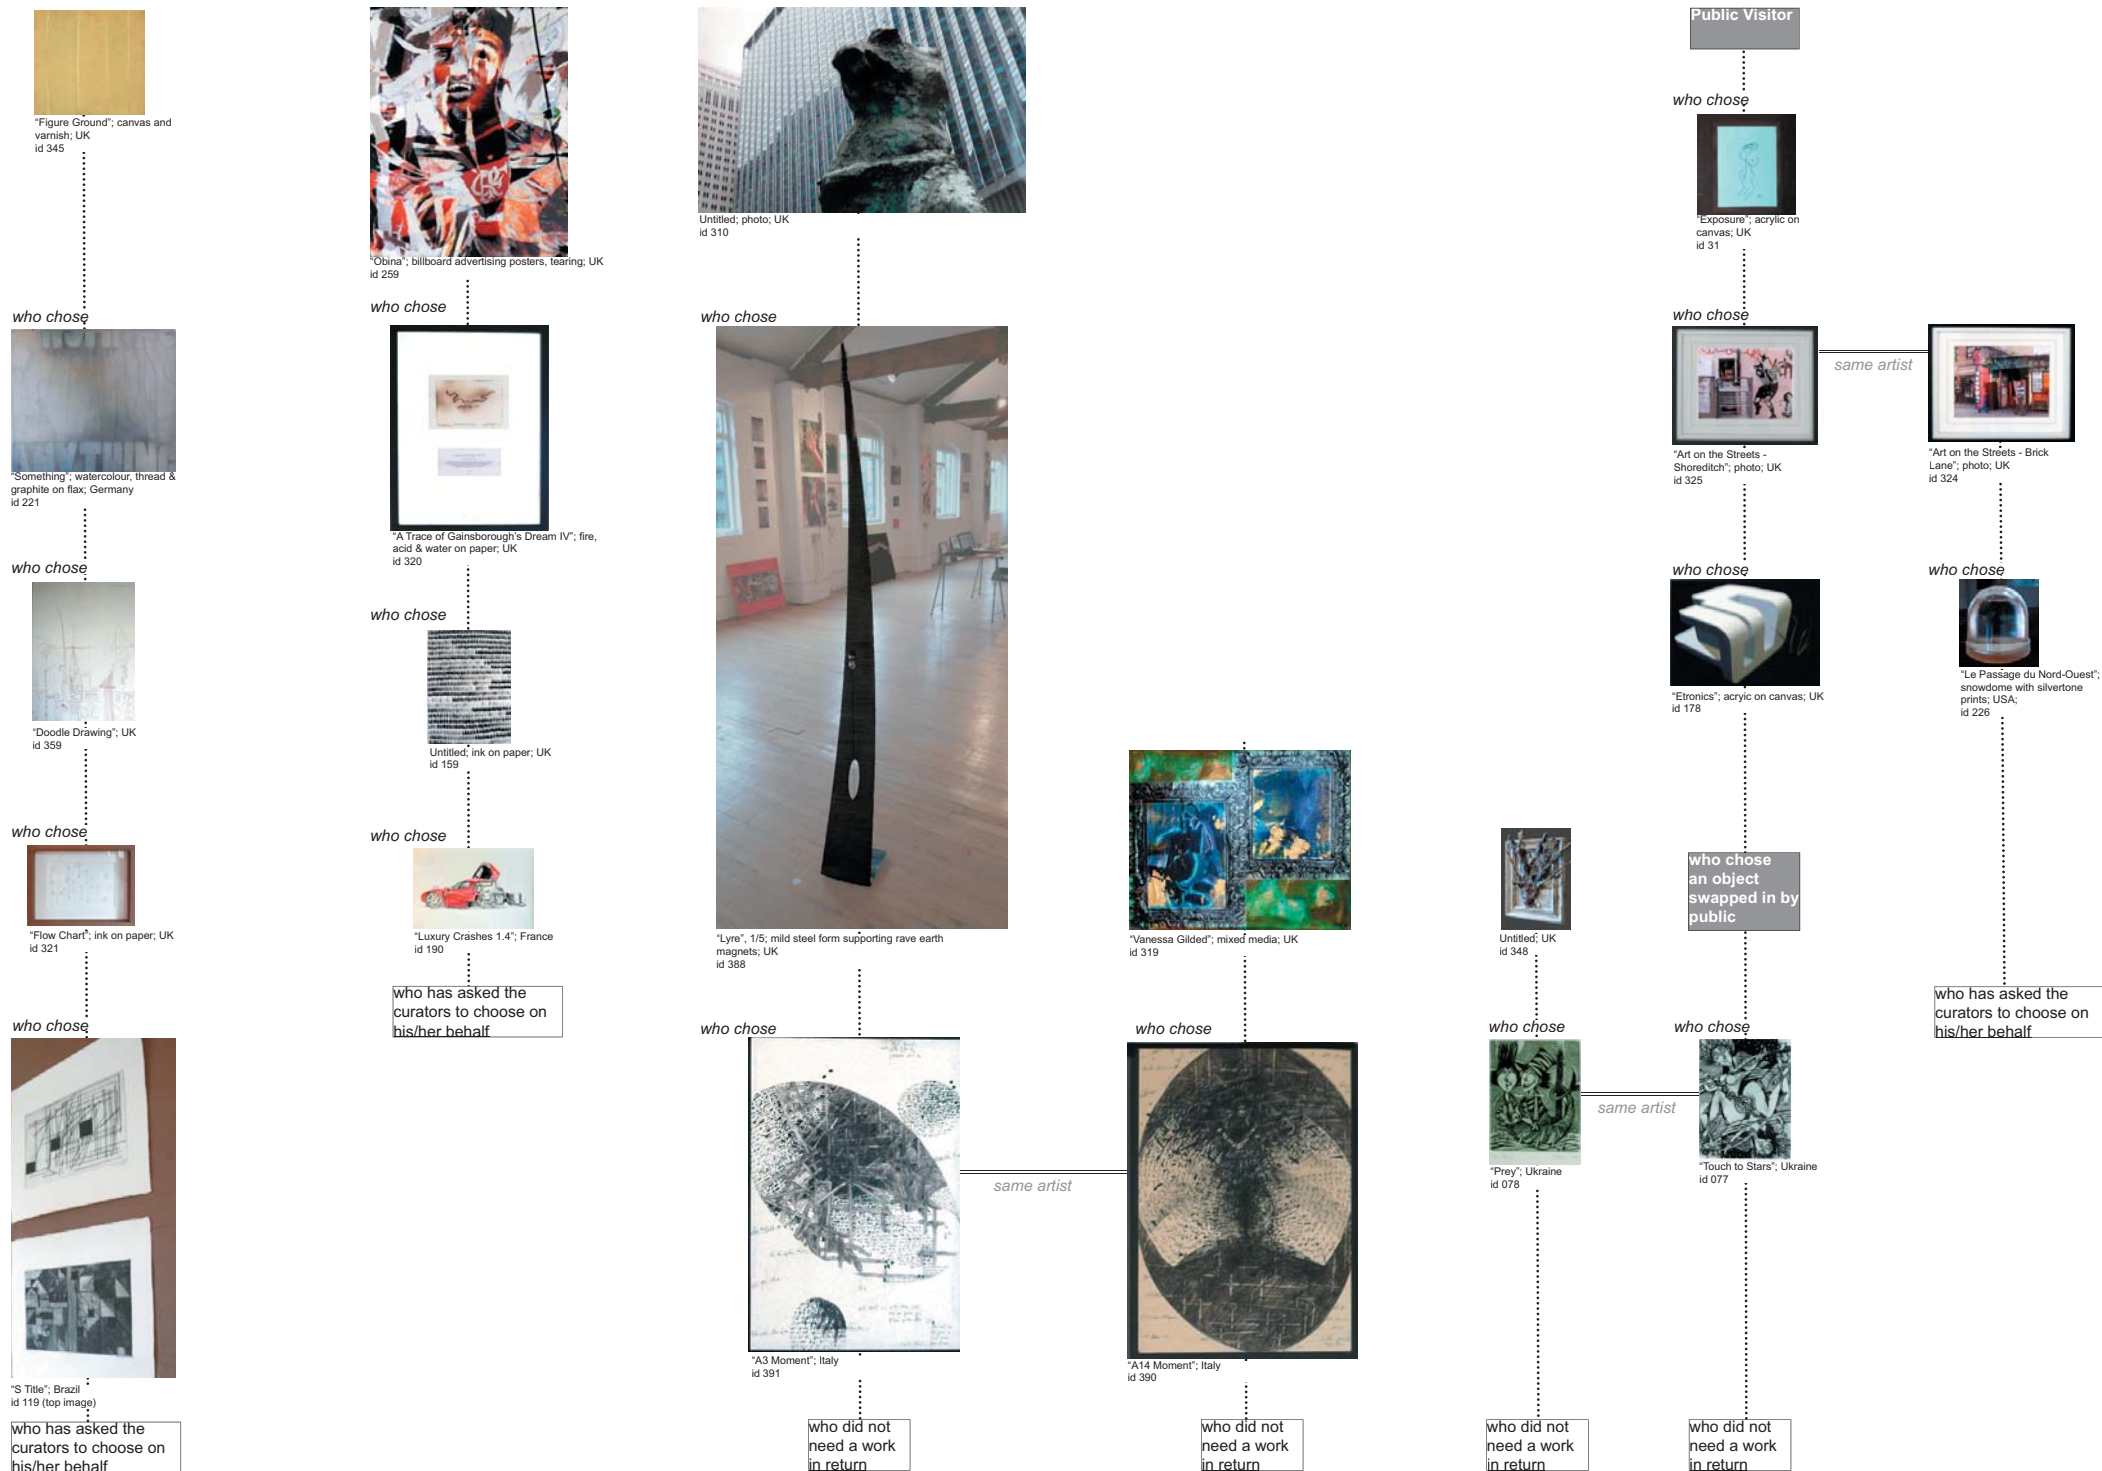 "Figure Ground"; canvas and
varnish; UK
id 345
who chose
"Something"; watercolour, thread &
graphite on flax; Germany
id 221
who chose
"Doodle Drawing"; UK
id 359
who chose
"Flow Chart"; ink on paper; UK
id 321
who chose
"S Title"; Brazil
id 119 (top image)
who has asked the
curators to choose on
his/her behalf
"Obina"; billboard advertising posters, tearing; UK
id 259
who chose
"A Trace of Gainsborough's Dream IV"; fire,
acid & water on paper; UK
id 320
who chose
Untitled; ink on paper; UK
id 159
who chose
"Luxury Crashes 1.4"; France
id 190
who has asked the
curators to choose on
his/her behalf
Untitled; photo; UK
id 310
who chose
"Lyre", 1/5; mild steel form supporting rave earth
magnets; UK
id 388
who chose
"A3 Moment"; Italy
id 391
who did not
need a work
in return
same artist
"Vanessa Gilded"; mixed media; UK
id 319
who chose
"A14 Moment"; Italy
id 390
who did not
need a work
in return
Untitled; UK
id 348
who chose
"Prey"; Ukraine
id 078
who did not
need a work
in return
same artist
Public Visitor
who chose
"Exposure"; acrylic on
canvas; UK
id 31
who chose
"Art on the Streets -
Shoreditch"; photo; UK
id 325
who chose
"Etronics"; acryic on canvas; UK
id 178
who chose
an object
swapped in by
public
who chose
"Touch to Stars"; Ukraine
id 077
who did not
need a work
in return
same artist
"Art on the Streets - Brick
Lane"; photo; UK
id 324
who chose
"Le Passage du Nord-Ouest";
snowdome with silvertone
prints; USA;
id 226
who has asked the
curators to choose on
his/her behalf